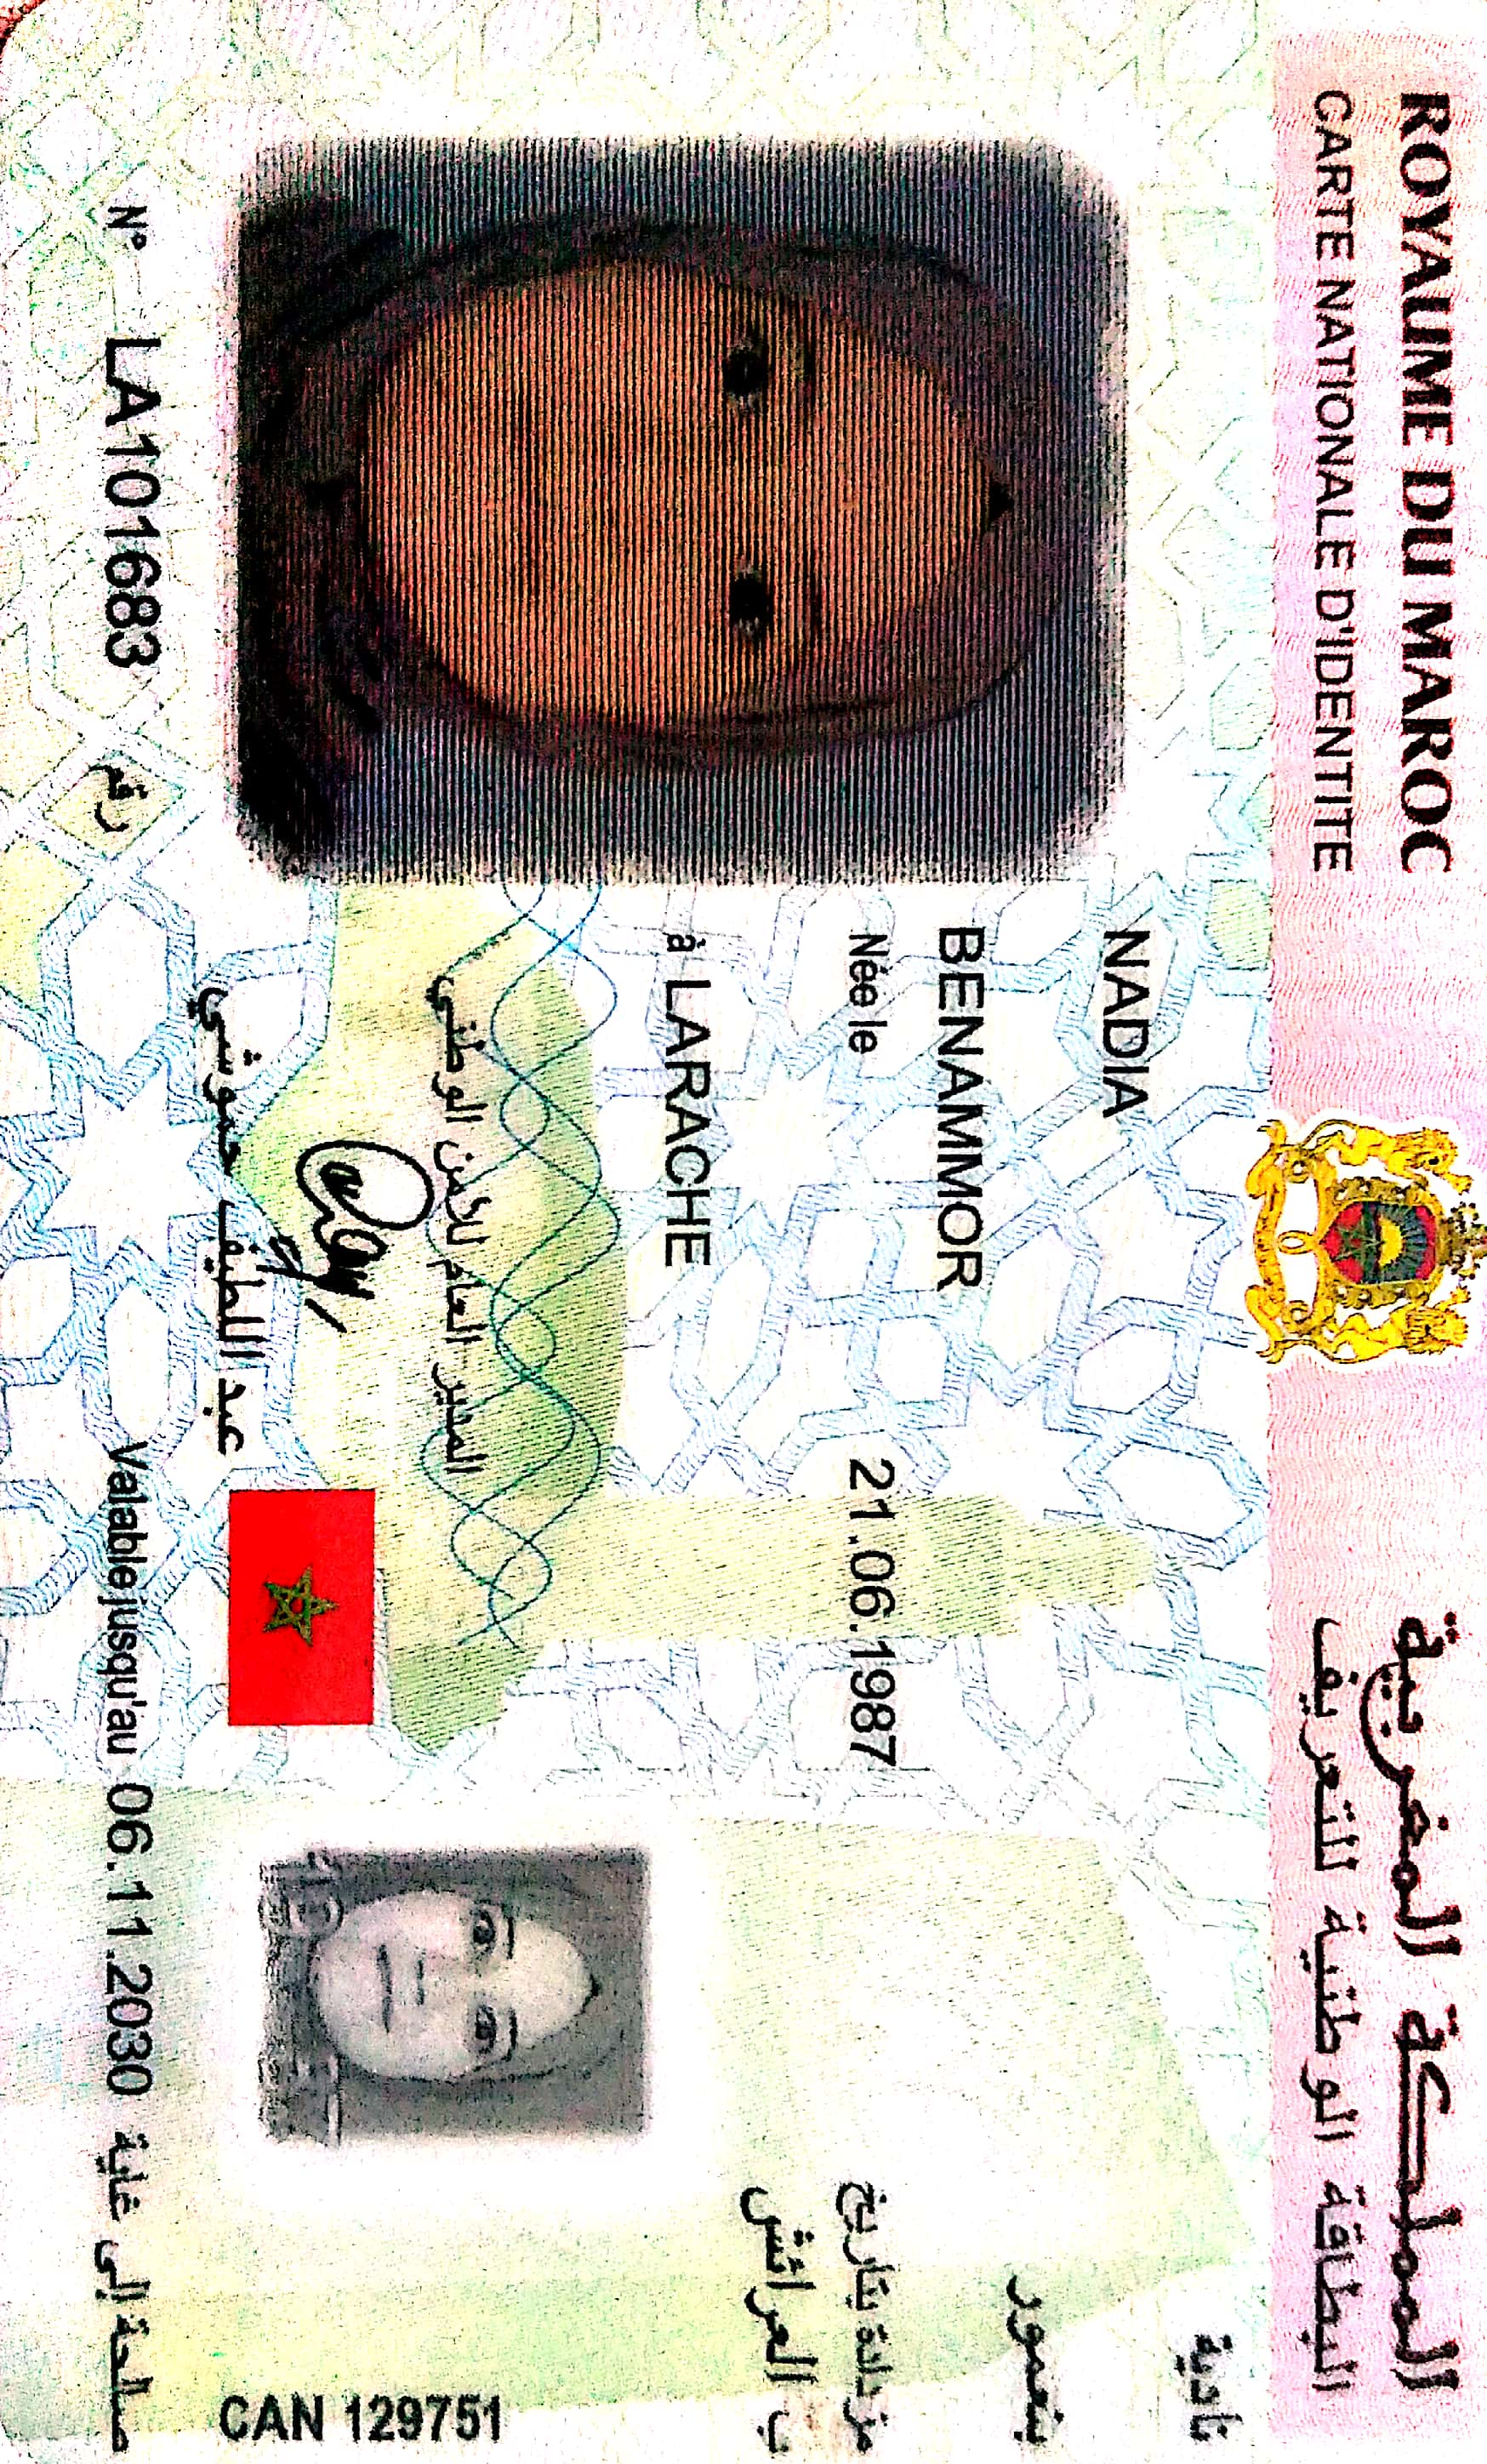 ROYAUME DU MAROC
المملكة المغربية
CARTE NATIONALE D'IDENTITE
البطاقة الوطنية للتعريف
NADIA
نادية
BENAMMOR
بنعمور
Née le 21.06.1987 مزدادة بتاريخ
à LARACHE
ب العرائش
المدير العام للأمن الوطني
عبد اللطيف حموشي
CAN 129751
N° LA101683 رقم
Valable jusqu'au 06.11.2030 صالحة إلى غاية